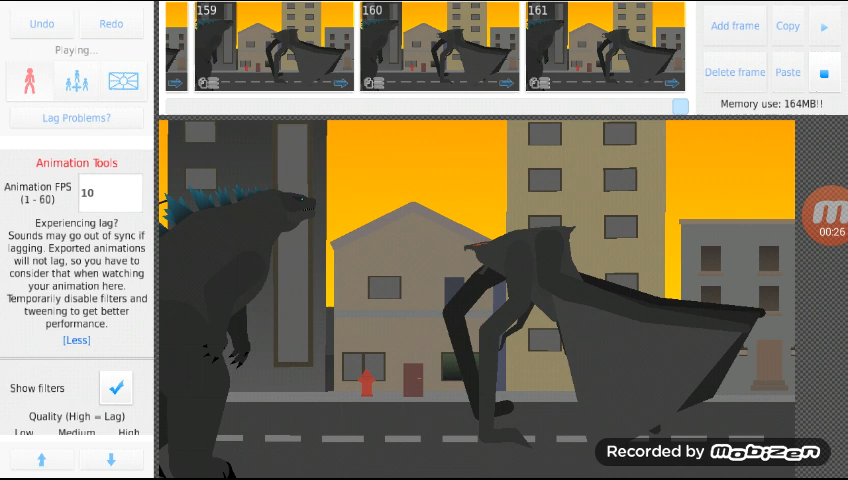 Undo
Redo
Playing...
Lag Problems?
Animation Tools
Animation FPS
(1 - 60)
10
Experiencing lag?
Sounds may go out of sync if
lagging. Exported animations
will not lag, so you have to
consider that when watching
your animation here.
Temporarily disable filters and
tweening to get better
performance.
[Less]
Show filters
Quality (High = Lag)
Low Medium High
159
160
161
Add frame
Copy
Delete frame
Paste
Memory use: 164MB!!
00:26
Recorded by Mobizen